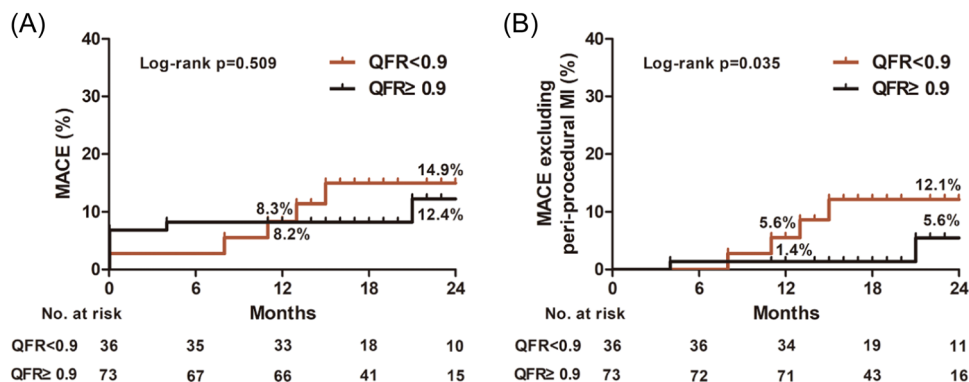 (A)
MACE (%)
40
30
20
10
0
Log-rank p=0.509
QFR<0.9
QFR≥ 0.9
8.3%
8.2%
14.9%
12.4%
0 6 12 18 24
No. at risk
Months
QFR<0.9 36 35 33 18 10
QFR≥ 0.9 73 67 66 41 15
(B)
MACE excluding
peri-procedural MI (%)
40
30
20
10
0
Log-rank p=0.035
QFR<0.9
QFR≥ 0.9
5.6%
1.4%
12.1%
5.6%
0 6 12 18 24
No. at risk
Months
QFR<0.9 36 36 34 19 11
QFR≥ 0.9 73 72 71 43 16